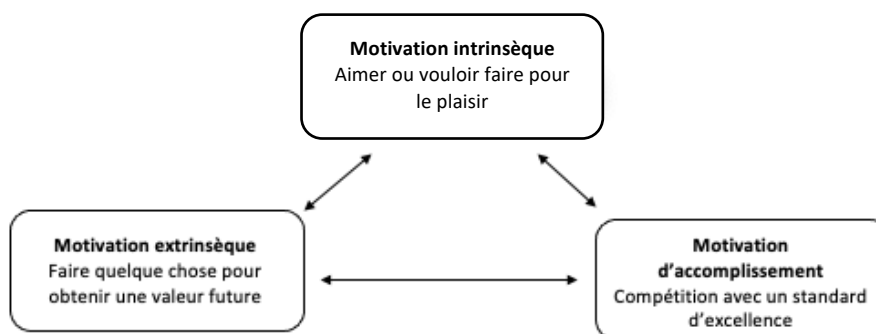 Motivation intrinsèque
Aimer ou vouloir faire pour
le plaisir
Motivation extrinsèque
Faire quelque chose pour
obtenir une valeur future
Motivation
d'accomplissement
Compétition avec un standard
d'excellence